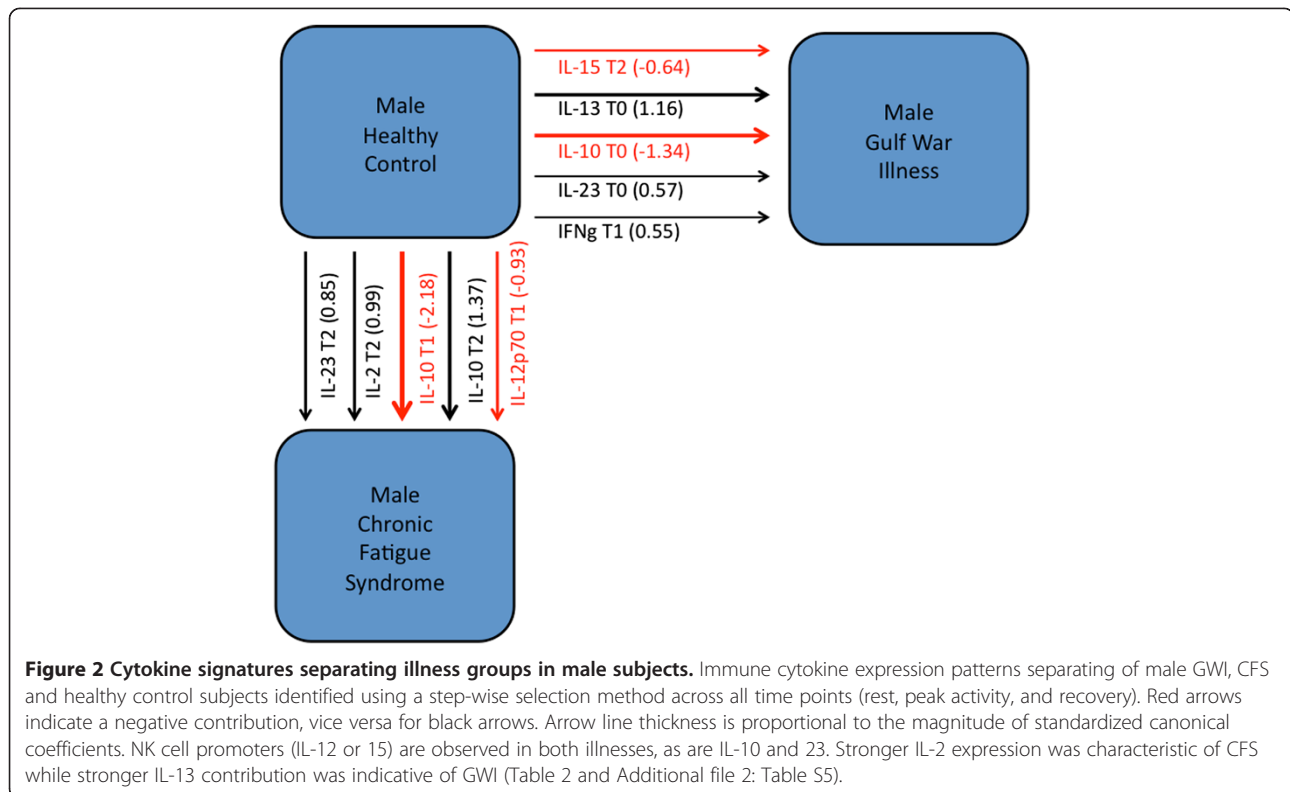 Male
Healthy
Control
IL-15 T2 (-0.64)
IL-13 T0 (1.16)
IL-10 T0 (-1.34)
IL-23 T0 (0.57)
IFNg T1 (0.55)
Male
Gulf War
Illness
IL-23 T2 (0.85)
IL-2 T2 (0.99)
IL-10 T1 (-2.18)
IL-10 T2 (1.37)
IL-12p70 T1 (-0.93)
Male
Chronic
Fatigue
Syndrome
Figure 2 Cytokine signatures separating illness groups in male subjects. Immune cytokine expression patterns separating of male GWI, CFS
and healthy control subjects identified using a step-wise selection method across all time points (rest, peak activity, and recovery). Red arrows
indicate a negative contribution, vice versa for black arrows. Arrow line thickness is proportional to the magnitude of standardized canonical
coefficients. NK cell promoters (IL-12 or 15) are observed in both illnesses, as are IL-10 and 23. Stronger IL-2 expression was characteristic of CFS
while stronger IL-13 contribution was indicative of GWI (Table 2 and Additional file 2: Table S5).